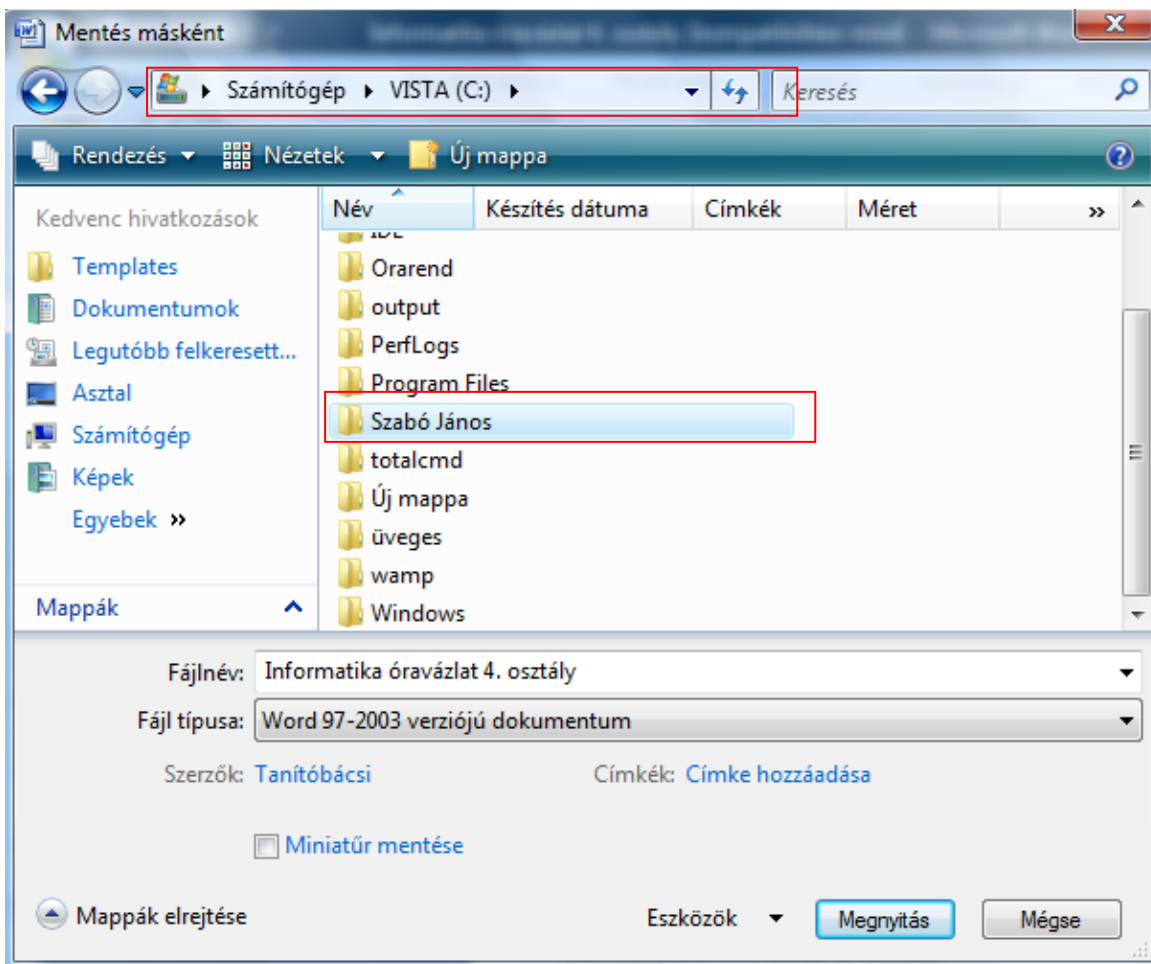 Mentés másként
Számítógép VISTA (C:)
Keresés
Rendezés Nézetek Új mappa
Kedvenc hivatkozások
Templates
Dokumentumok
Legutóbb felkeresett...
Asztal
Számítógép
Képek
Egyebek »
Mappák
Név Készítés dátuma Címkék Méret »
Orarend
output
PerfLogs
Program Files
Szabó János
totalcmd
Új mappa
üveges
wamp
Windows
Fájlnév: Informatika óravázlat 4. osztály
Fájl típusa: Word 97-2003 verziójú dokumentum
Szerzők: Tanítóbácsi Címkék: Címke hozzáadása
Miniatűr mentése
Mappák elrejtése Eszközök Megnyitás Mégse